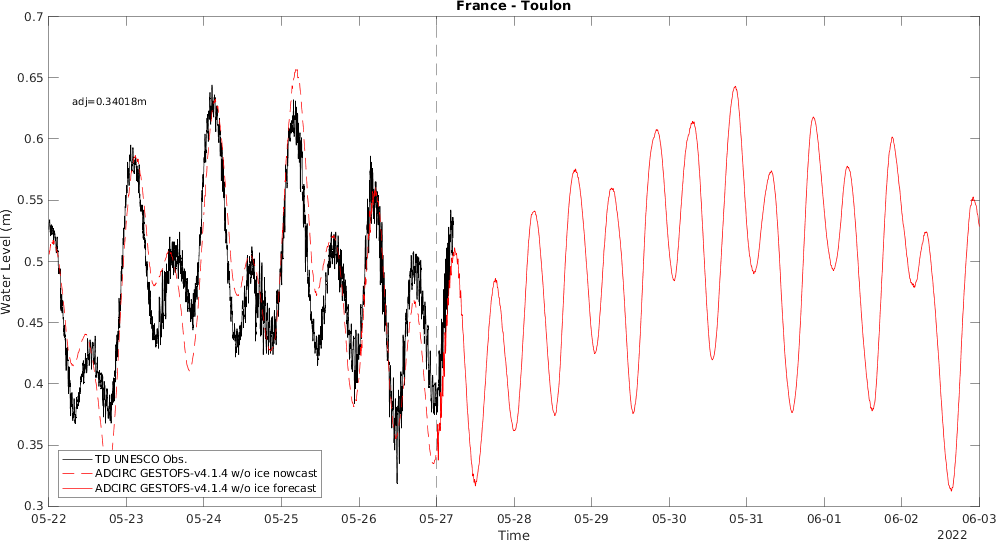 France - Toulon
0.7
0.65
0.6
0.55
0.5
0.45
0.4
0.35
0.3
Water Level (m)
adj=0.34018m
TD UNESCO Obs.
ADCIRC GESTOFS-v4.1.4 w/o ice nowcast
ADCIRC GESTOFS-v4.1.4 w/o ice forecast
05-22 05-23 05-24 05-25 05-26 05-27 05-28 05-29 05-30 05-31 06-01 06-02 06-03
Time
2022